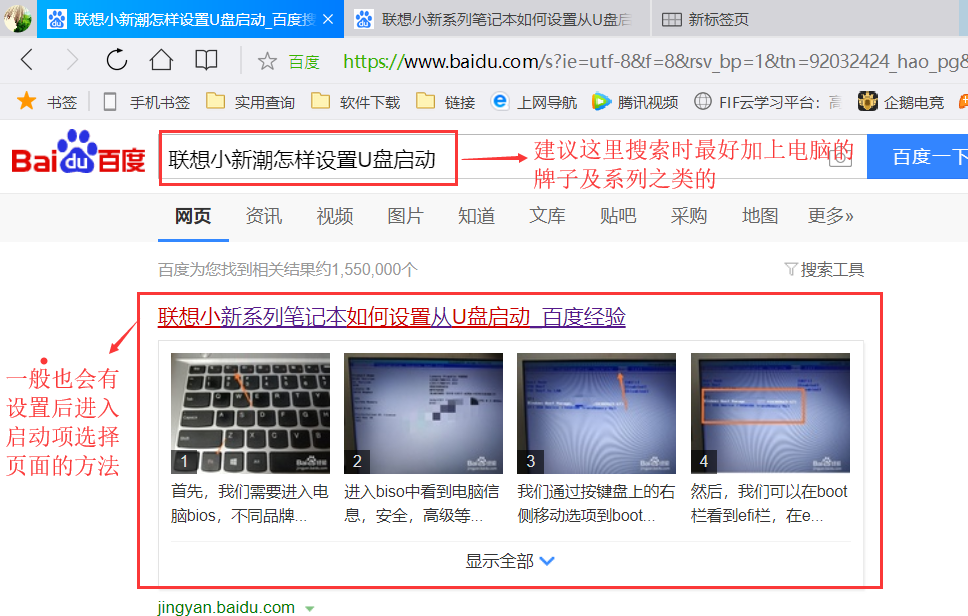 联想小新潮怎样设置U盘启动_百度搜
联想小新系列笔记本如何设置从U盘启
新标签页
百度
https://www.baidu.com/s?ie=utf-88&f=8&rsv_bp=1&tn=92032424_hao_pg&
书签
手机书签
实用查询
软件下载
链接
上网导航
腾讯视频
FIF云学习平台：高
企鹅电竞
Bai du 百度
联想小新潮怎样设置U盘启动
建议这里搜索时最好加上电脑的
牌子及系列之类的
百度一下
网页
资讯
视频
图片
知道
文库
贴吧
采购
地图
更多»
百度为您找到相关结果约1,550,000个
搜索工具
联想小新系列笔记本如何设置从U盘启动_百度经验
一般也会有
设置后进入
启动项选择
页面的方法
1
2
3
4
首先，我们需要进入电
脑bios，不同品牌...
进入biso中看到电脑信
息，安全，高级等...
我们通过按键盘上的右
侧移动选项到boot...
然后，我们可以在boot
栏看到efi栏，在e...
显示全部
jingyan.baidu.com